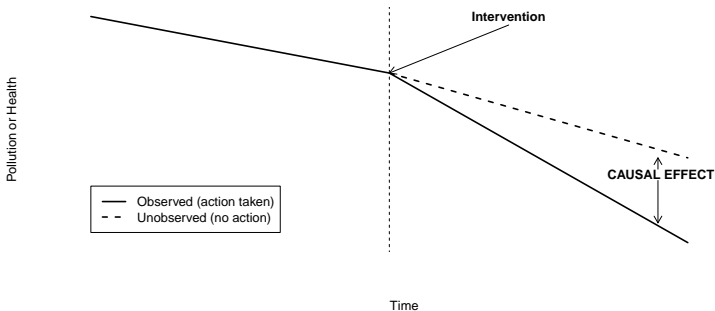 Intervention
Pollution or Health
CAUSAL EFFECT
Observed (action taken)
Unobserved (no action)
Time